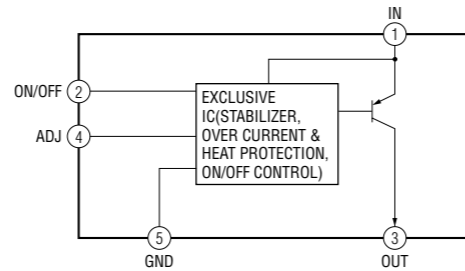 IN
1
ON/OFF 2
EXCLUSIVE
IC(STABILIZER,
OVER CURRENT &
HEAT PROTECTION,
ON/OFF CONTROL)
ADJ 4
5
3
GND
OUT